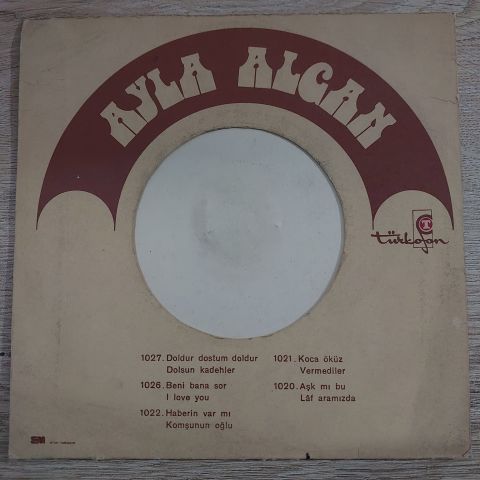 AYLA ALGAN
T
türkofon
1027. Doldur dostum doldur
Dolsun kadehler
1026. Beni bana sor
I love you
1022. Haberin var mı
Komşunun oğlu
1021. Koca öküz
Vermediler
1020. Aşk mı bu
Lâf aramızda